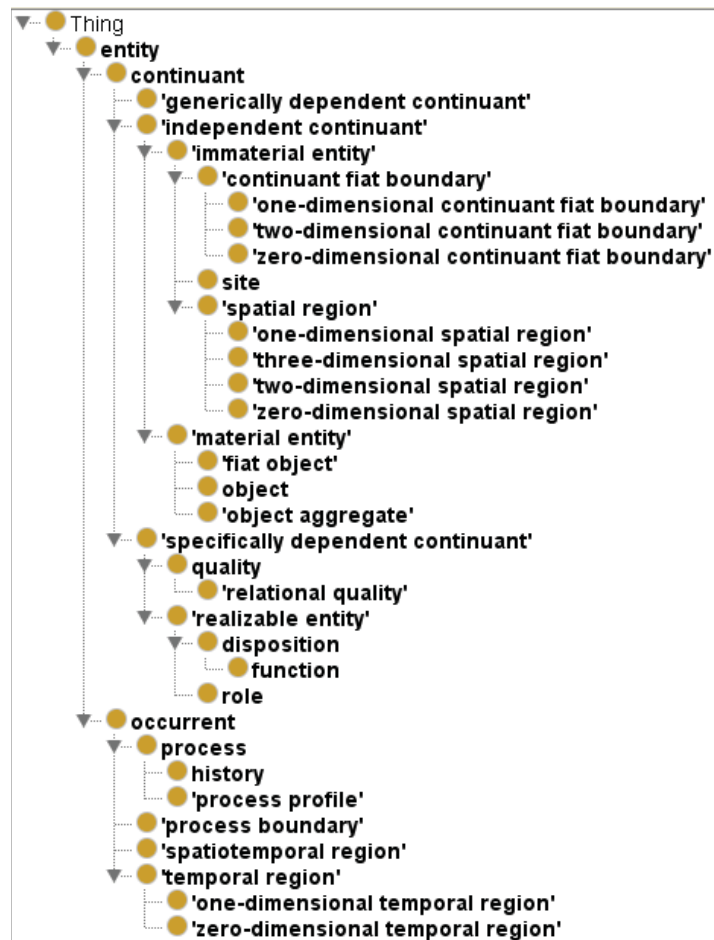 Thing
entity
continuant
'generically dependent continuant'
'independent continuant'
'immaterial entity'
'continuant fiat boundary'
'one-dimensional continuant fiat boundary'
'two-dimensional continuant fiat boundary'
'zero-dimensional continuant fiat boundary'
site
'spatial region'
'one-dimensional spatial region'
'three-dimensional spatial region'
'two-dimensional spatial region'
'zero-dimensional spatial region'
'material entity'
'fiat object'
object
'object aggregate'
'specifically dependent continuant'
quality
'relational quality'
'realizable entity'
disposition
function
role
occurrent
process
history
'process profile'
'process boundary'
'spatiotemporal region'
'temporal region'
'one-dimensional temporal region'
'zero-dimensional temporal region'